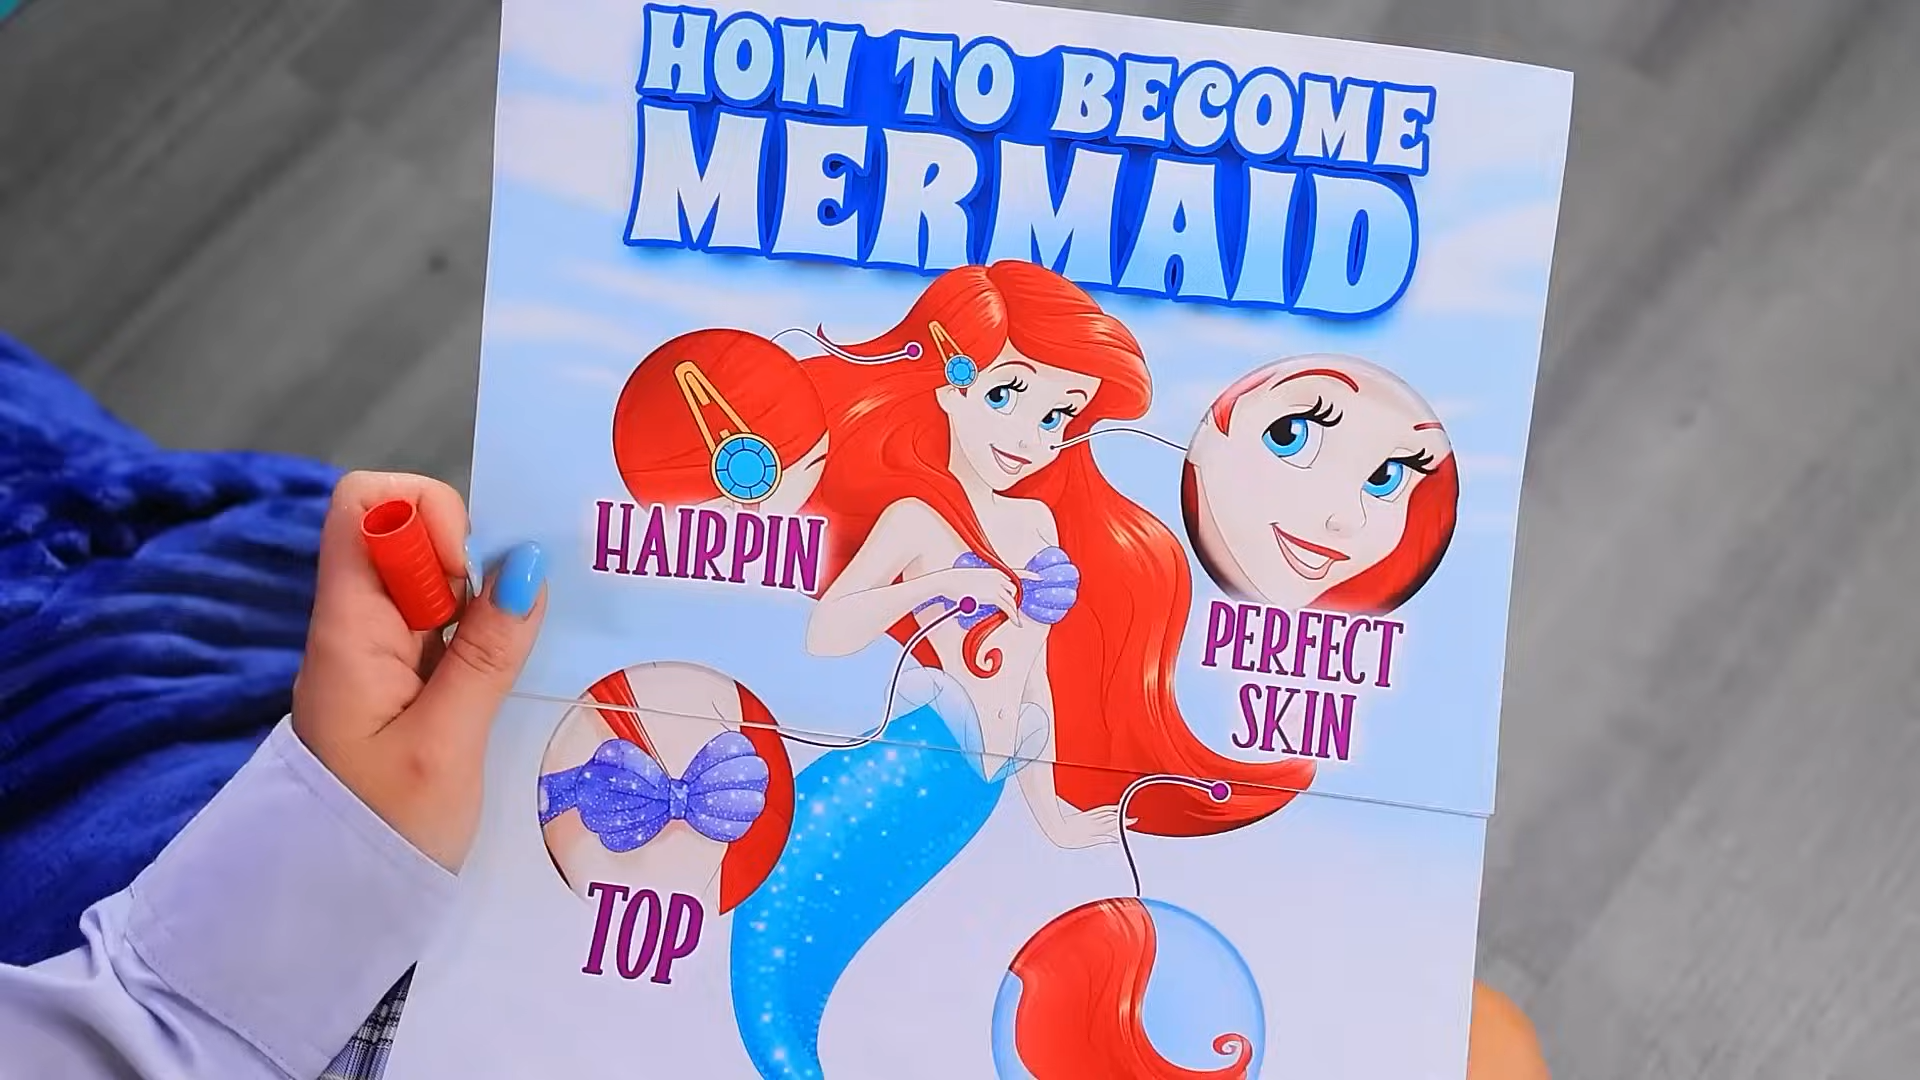 HOW TO BECOME
MERMAID
HAIRPIN
PERFECT
SKIN
TOP